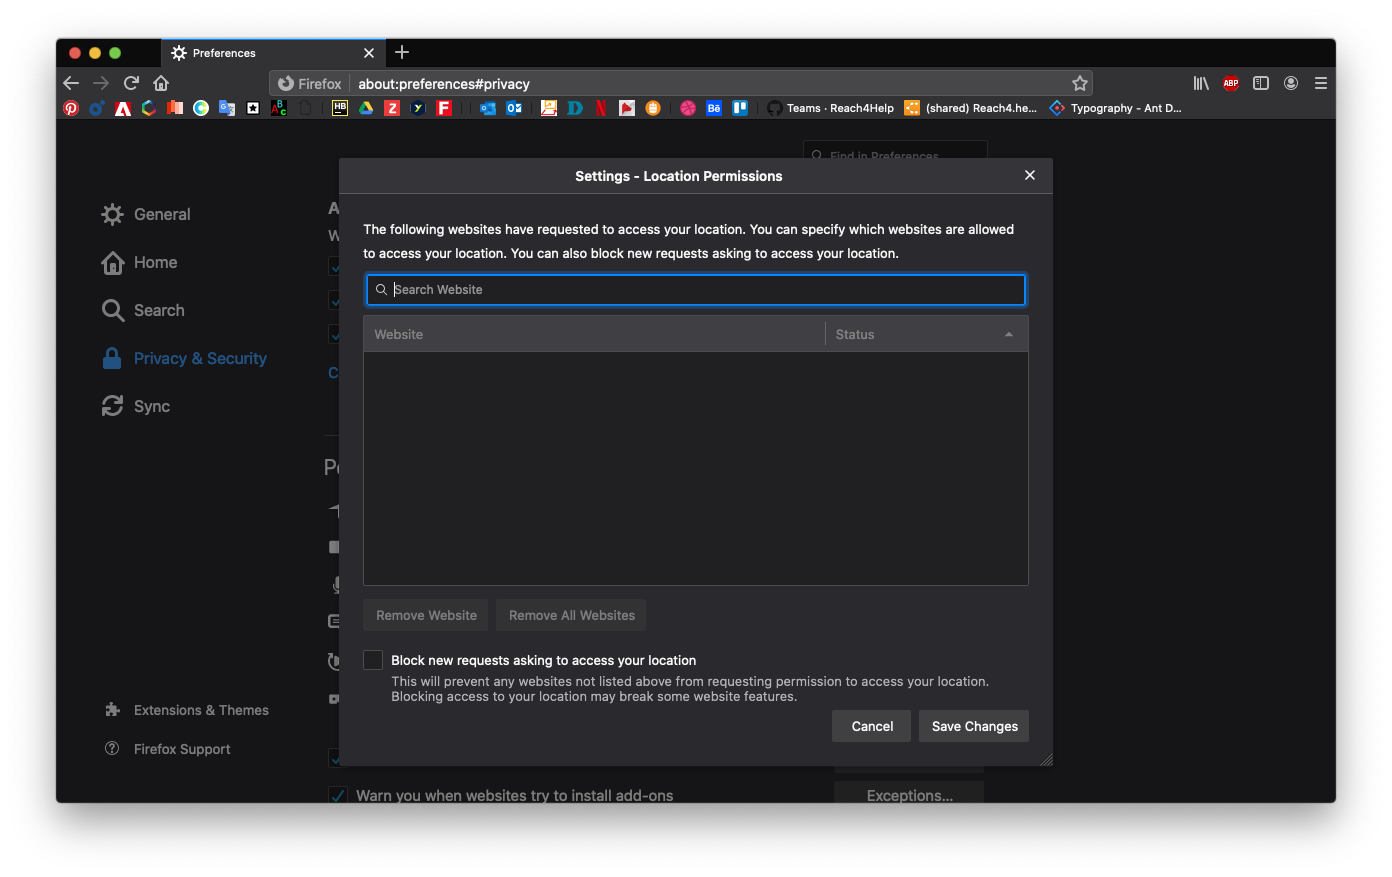 Preferences
Firefox
about:preferences#privacy
ABP
HB
Z
y
F
D
N
Bē
Teams · Reach4Help
(shared) Reach4.he...
Typography - Ant D...
Find in Preferences
Settings - Location Permissions
General
Home
Search
Privacy & Security
Sync
Extensions & Themes
Firefox Support
The following websites have requested to access your location. You can specify which websites are allowed
to access your location. You can also block new requests asking to access your location.
Search Website
Website
Status
Remove Website
Remove All Websites
Block new requests asking to access your location
This will prevent any websites not listed above from requesting permission to access your location.
Blocking access to your location may break some website features.
Cancel
Save Changes
Warn you when websites try to install add-ons
Exceptions...